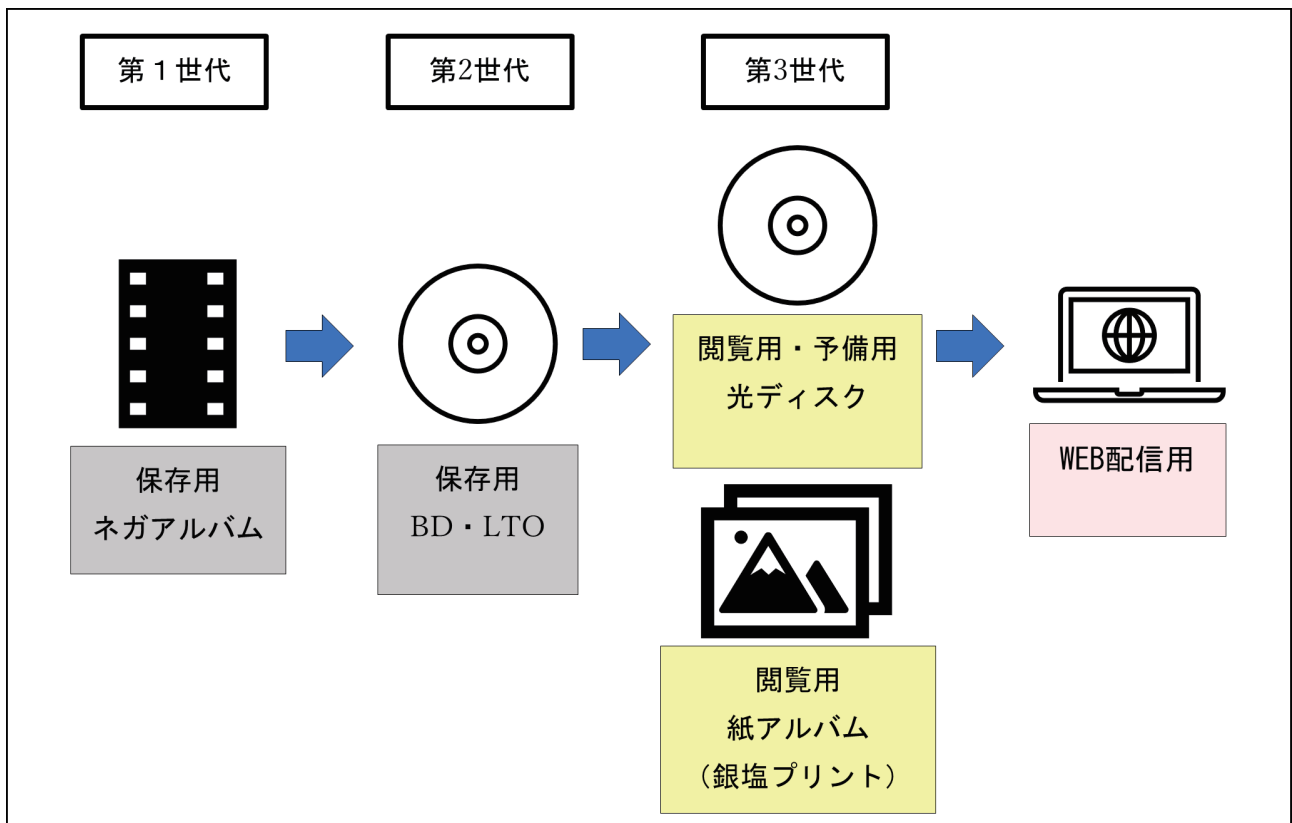 第１世代
第2世代
第3世代
保存用
ネガアルバム
保存用
BD・LTO
閲覧用・予備用
光ディスク
閲覧用
紙アルバム
（銀塩プリント）
WEB配信用